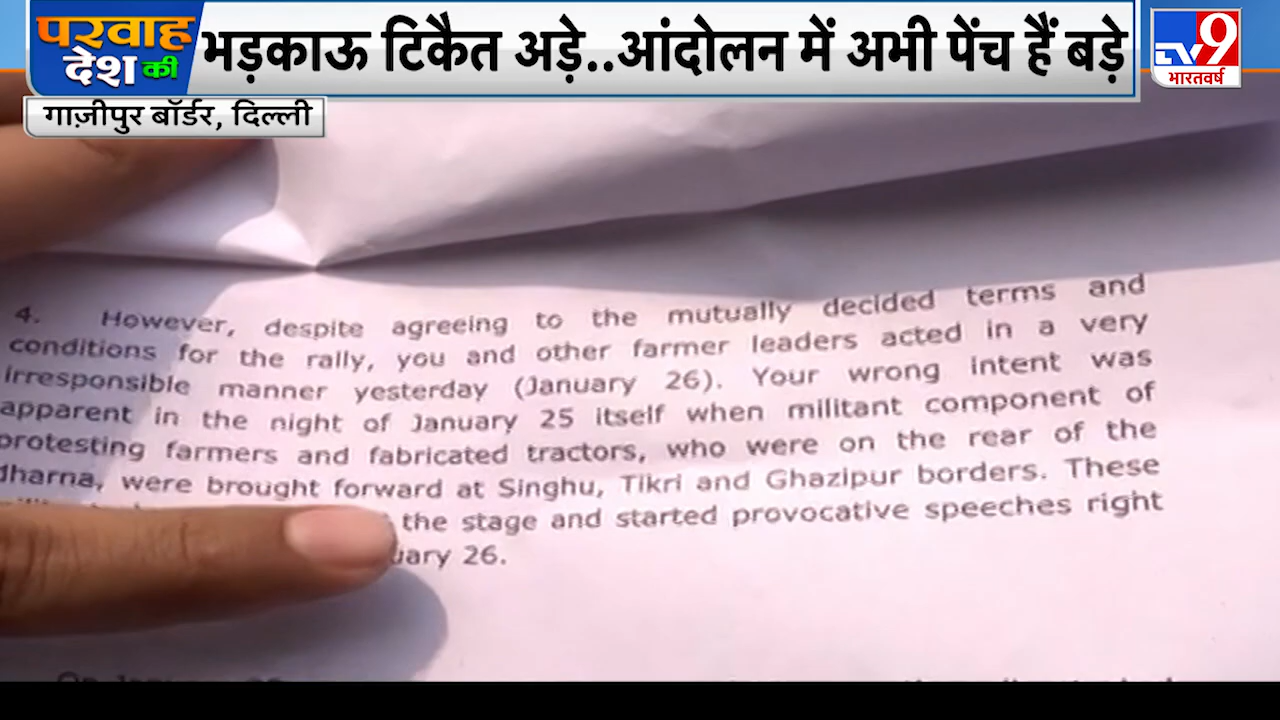 परवाह
देश की
भड़काऊ टिकैत अड़े..आंदोलन में अभी पेंच हैं बड़े
TV9
भारतवर्ष
गाज़ीपुर बॉर्डर, दिल्ली
4. However, despite agreeing to the mutually decided terms and
conditions for the rally, you and other farmer leaders acted in a very
irresponsible manner yesterday (January 26). Your wrong intent was
apparent in the night of January 25 itself when militant component of
protesting farmers and fabricated tractors, who were on the rear of the
dharna, were brought forward at Singhu, Tikri and Ghazipur borders. These
the stage and started provocative speeches right
uary 26.